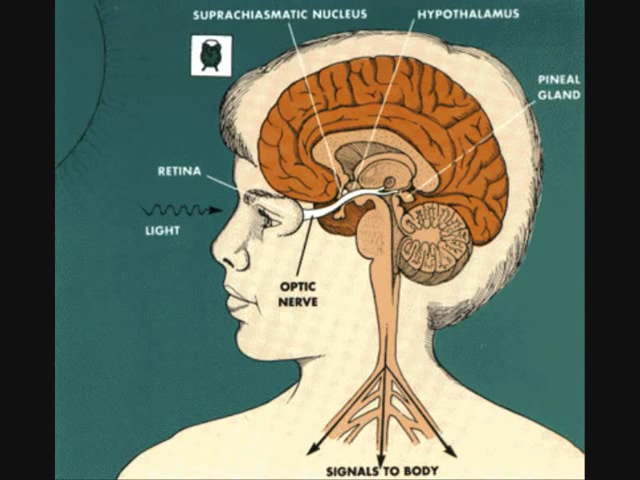 SUPRACHIASMATIC NUCLEUS
HYPOTHALAMUS
PINEAL
GLAND
RETINA
LIGHT
OPTIC
NERVE
SIGNALS TO BODY